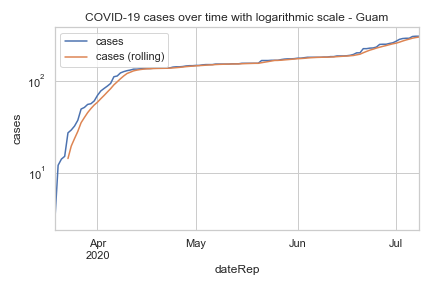 COVID-19 cases over time with logarithmic scale - Guam
cases
cases (rolling)
10²
10¹
cases
Apr
2020
May
Jun
Jul
dateRep